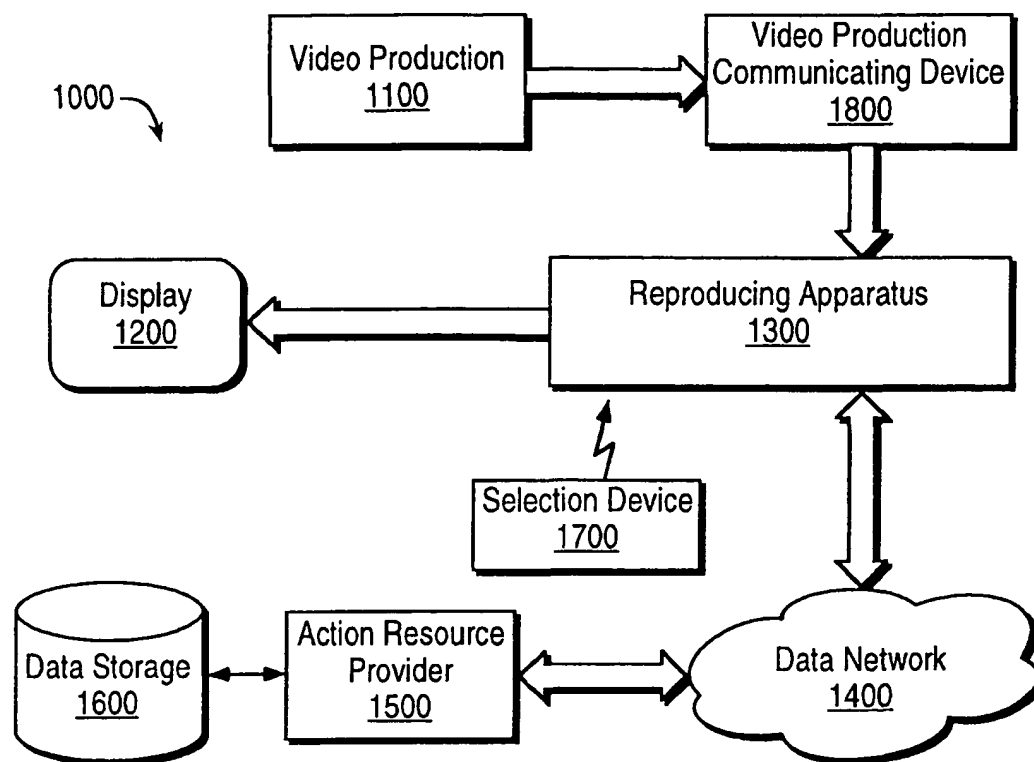 Video Production
1100
Video Production
Communicating Device
1800
1000
Display
1200
Reproducing Apparatus
1300
Selection Device
1700
Data Storage
1600
Action Resource
Provider
1500
Data Network
1400